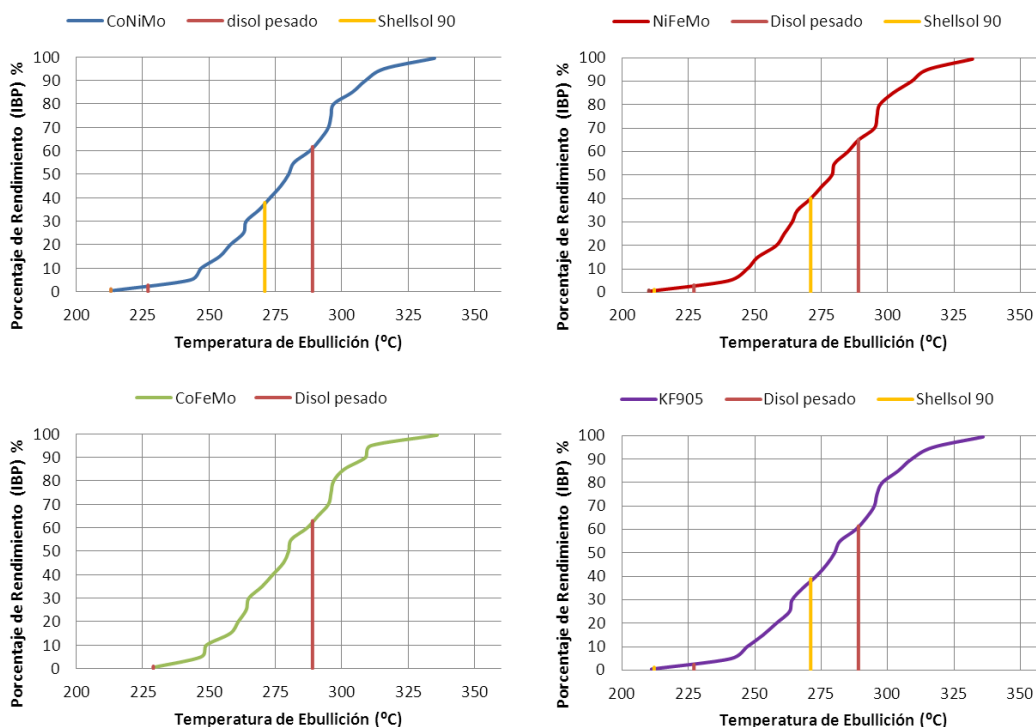 CoNiMo disol pesado Shellsol 90
Porcentaje de Rendimiento (IBP) %
100
90
80
70
60
50
40
30
20
10
0
200 225 250 275 300 325 350
Temperatura de Ebullición (ºC)
NiFeMo Disol pesado Shellsol 90
Porcentaje de Rendimiento (IBP) %
100
90
80
70
60
50
40
30
20
10
0
200 225 250 275 300 325 350
Temperatura de Ebullición (ºC)
CoFeMo Disol pesado
Porcentaje de Rendimiento (IBP) %
100
90
80
70
60
50
40
30
20
10
0
200 225 250 275 300 325 350
Temperatura de Ebullición (ºC)
KF905 Disol pesado Shellsol 90
Porcentaje de Rendimiento (IBP) %
100
90
80
70
60
50
40
30
20
10
0
200 225 250 275 300 325 350
Temperatura de Ebullición (ºC)